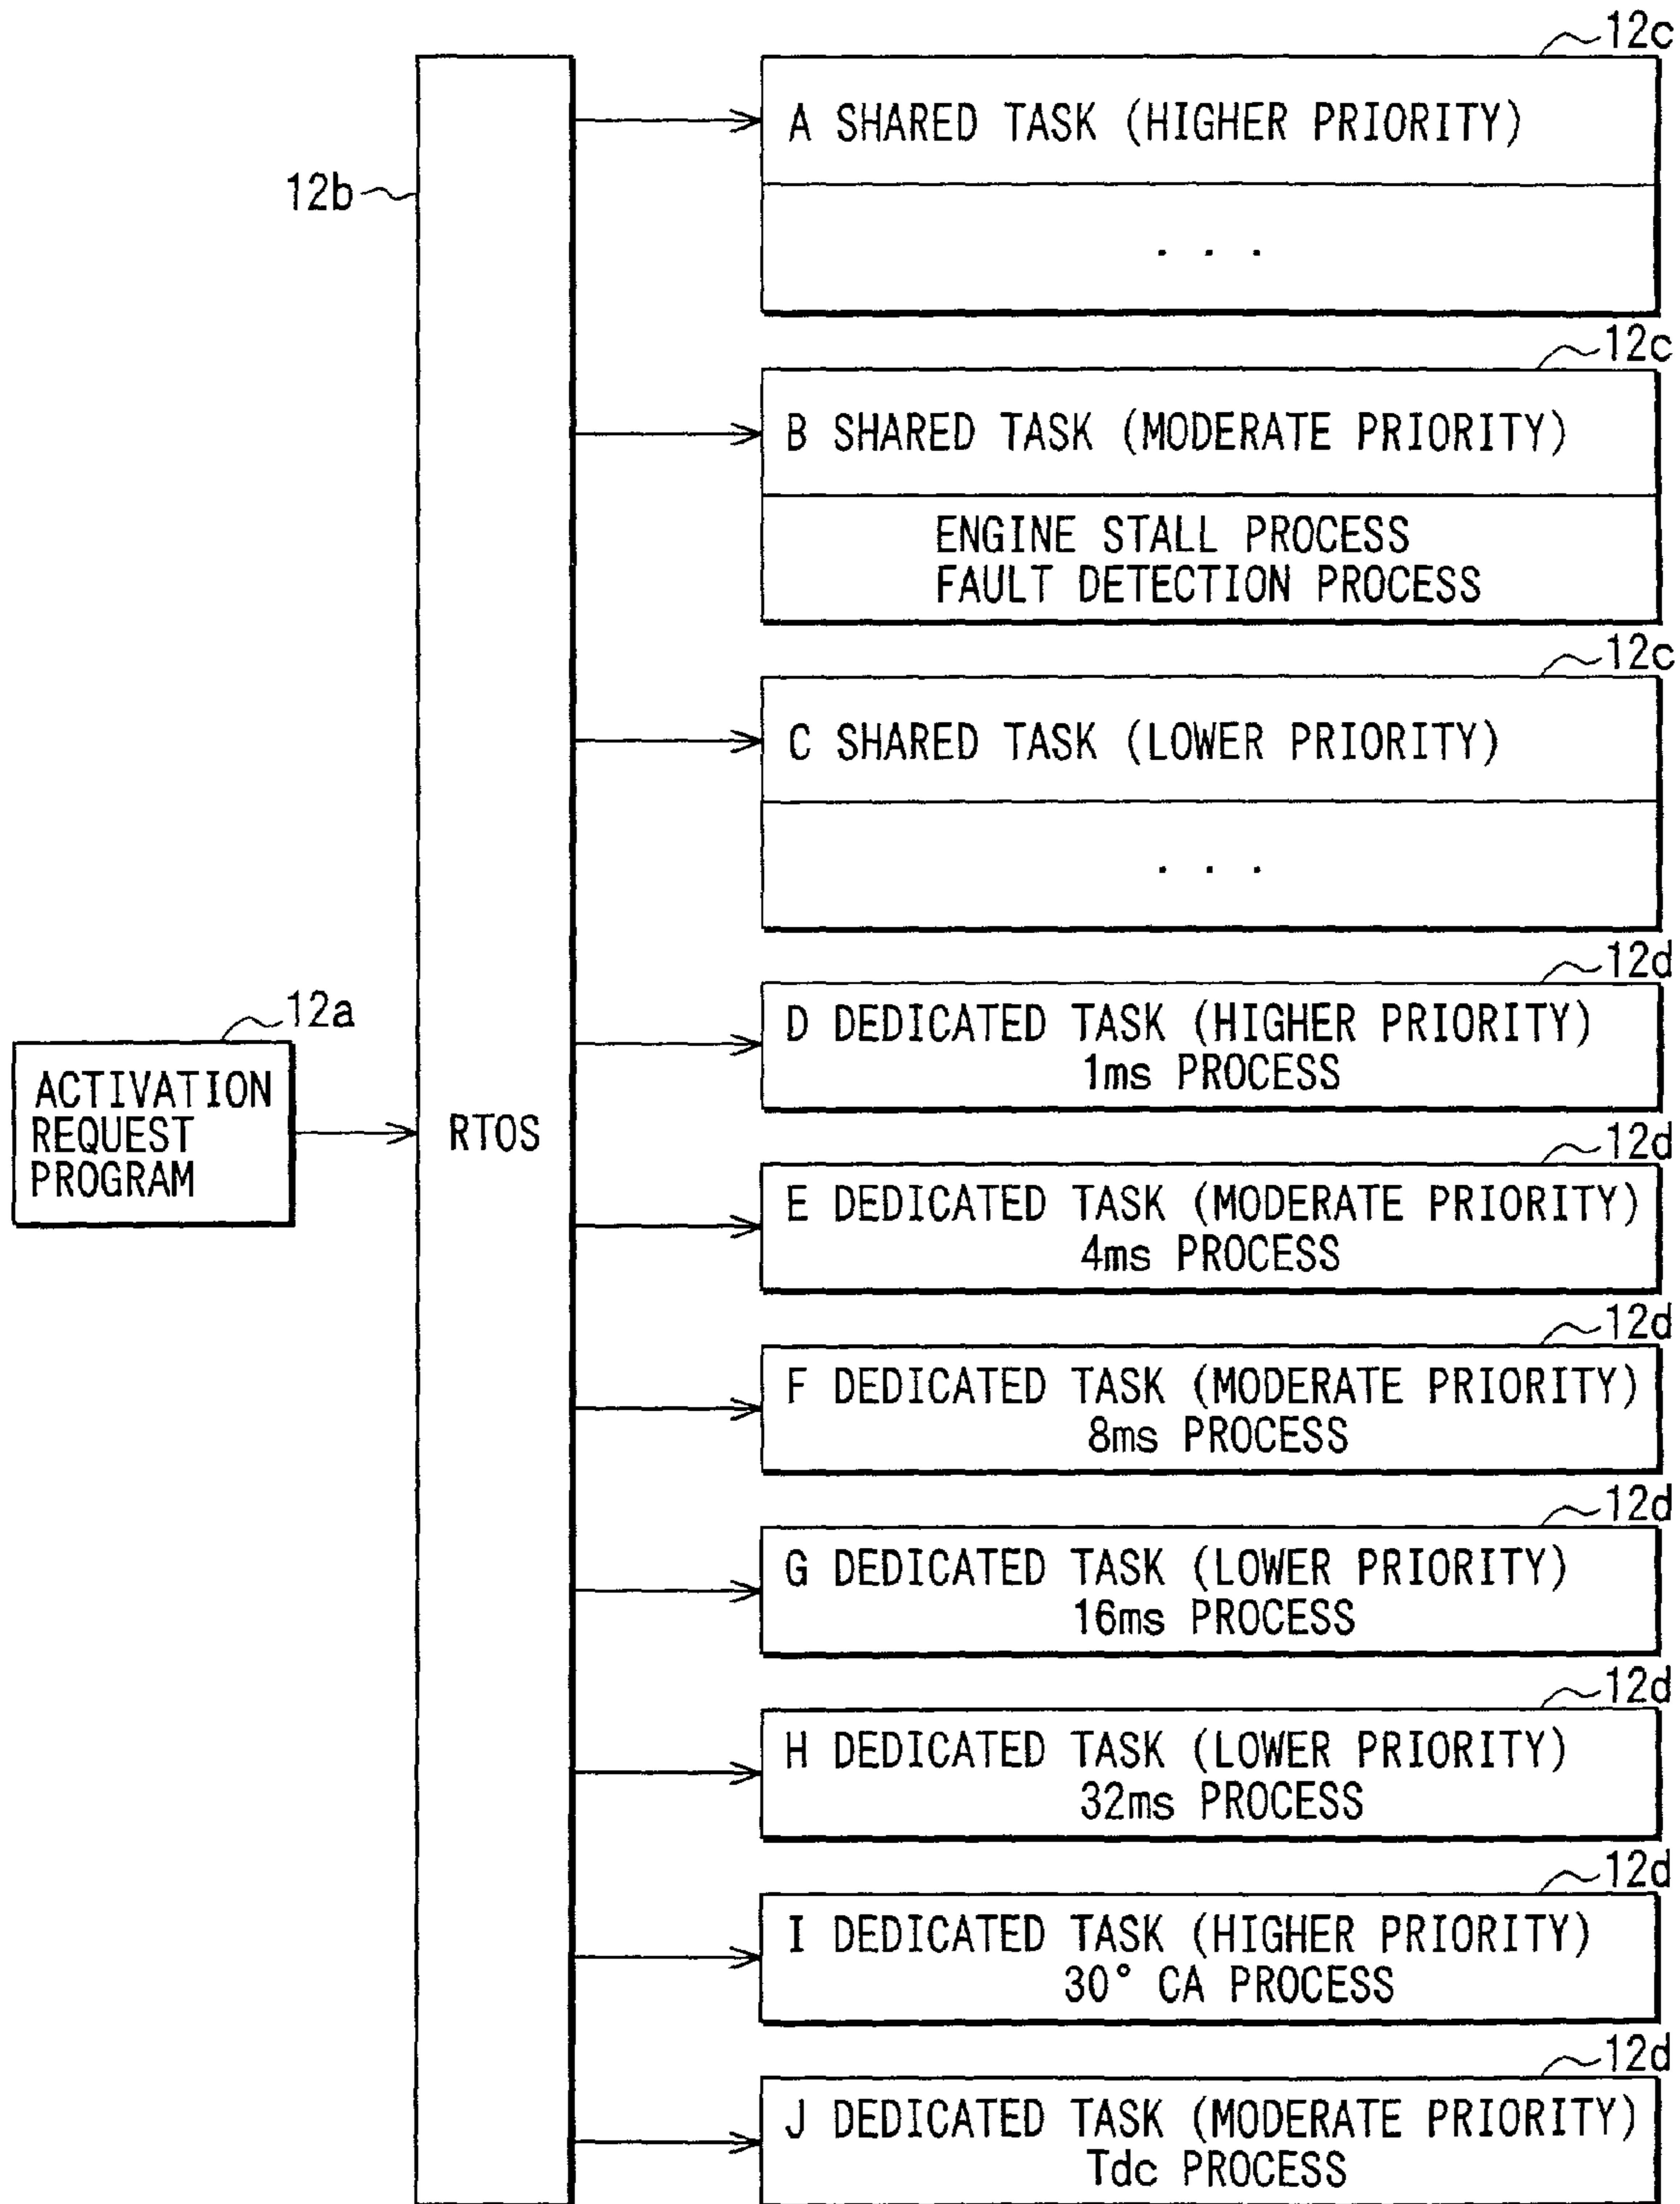 12c
A SHARED TASK (HIGHER PRIORITY)
. . .
12b
12c
B SHARED TASK (MODERATE PRIORITY)
ENGINE STALL PROCESS
FAULT DETECTION PROCESS
12c
C SHARED TASK (LOWER PRIORITY)
. . .
12d
D DEDICATED TASK (HIGHER PRIORITY)
1ms PROCESS
12a
ACTIVATION
REQUEST
PROGRAM
RTOS
12d
E DEDICATED TASK (MODERATE PRIORITY)
4ms PROCESS
12d
F DEDICATED TASK (MODERATE PRIORITY)
8ms PROCESS
12d
G DEDICATED TASK (LOWER PRIORITY)
16ms PROCESS
12d
H DEDICATED TASK (LOWER PRIORITY)
32ms PROCESS
12d
I DEDICATED TASK (HIGHER PRIORITY)
30° CA PROCESS
12d
J DEDICATED TASK (MODERATE PRIORITY)
Tdc PROCESS